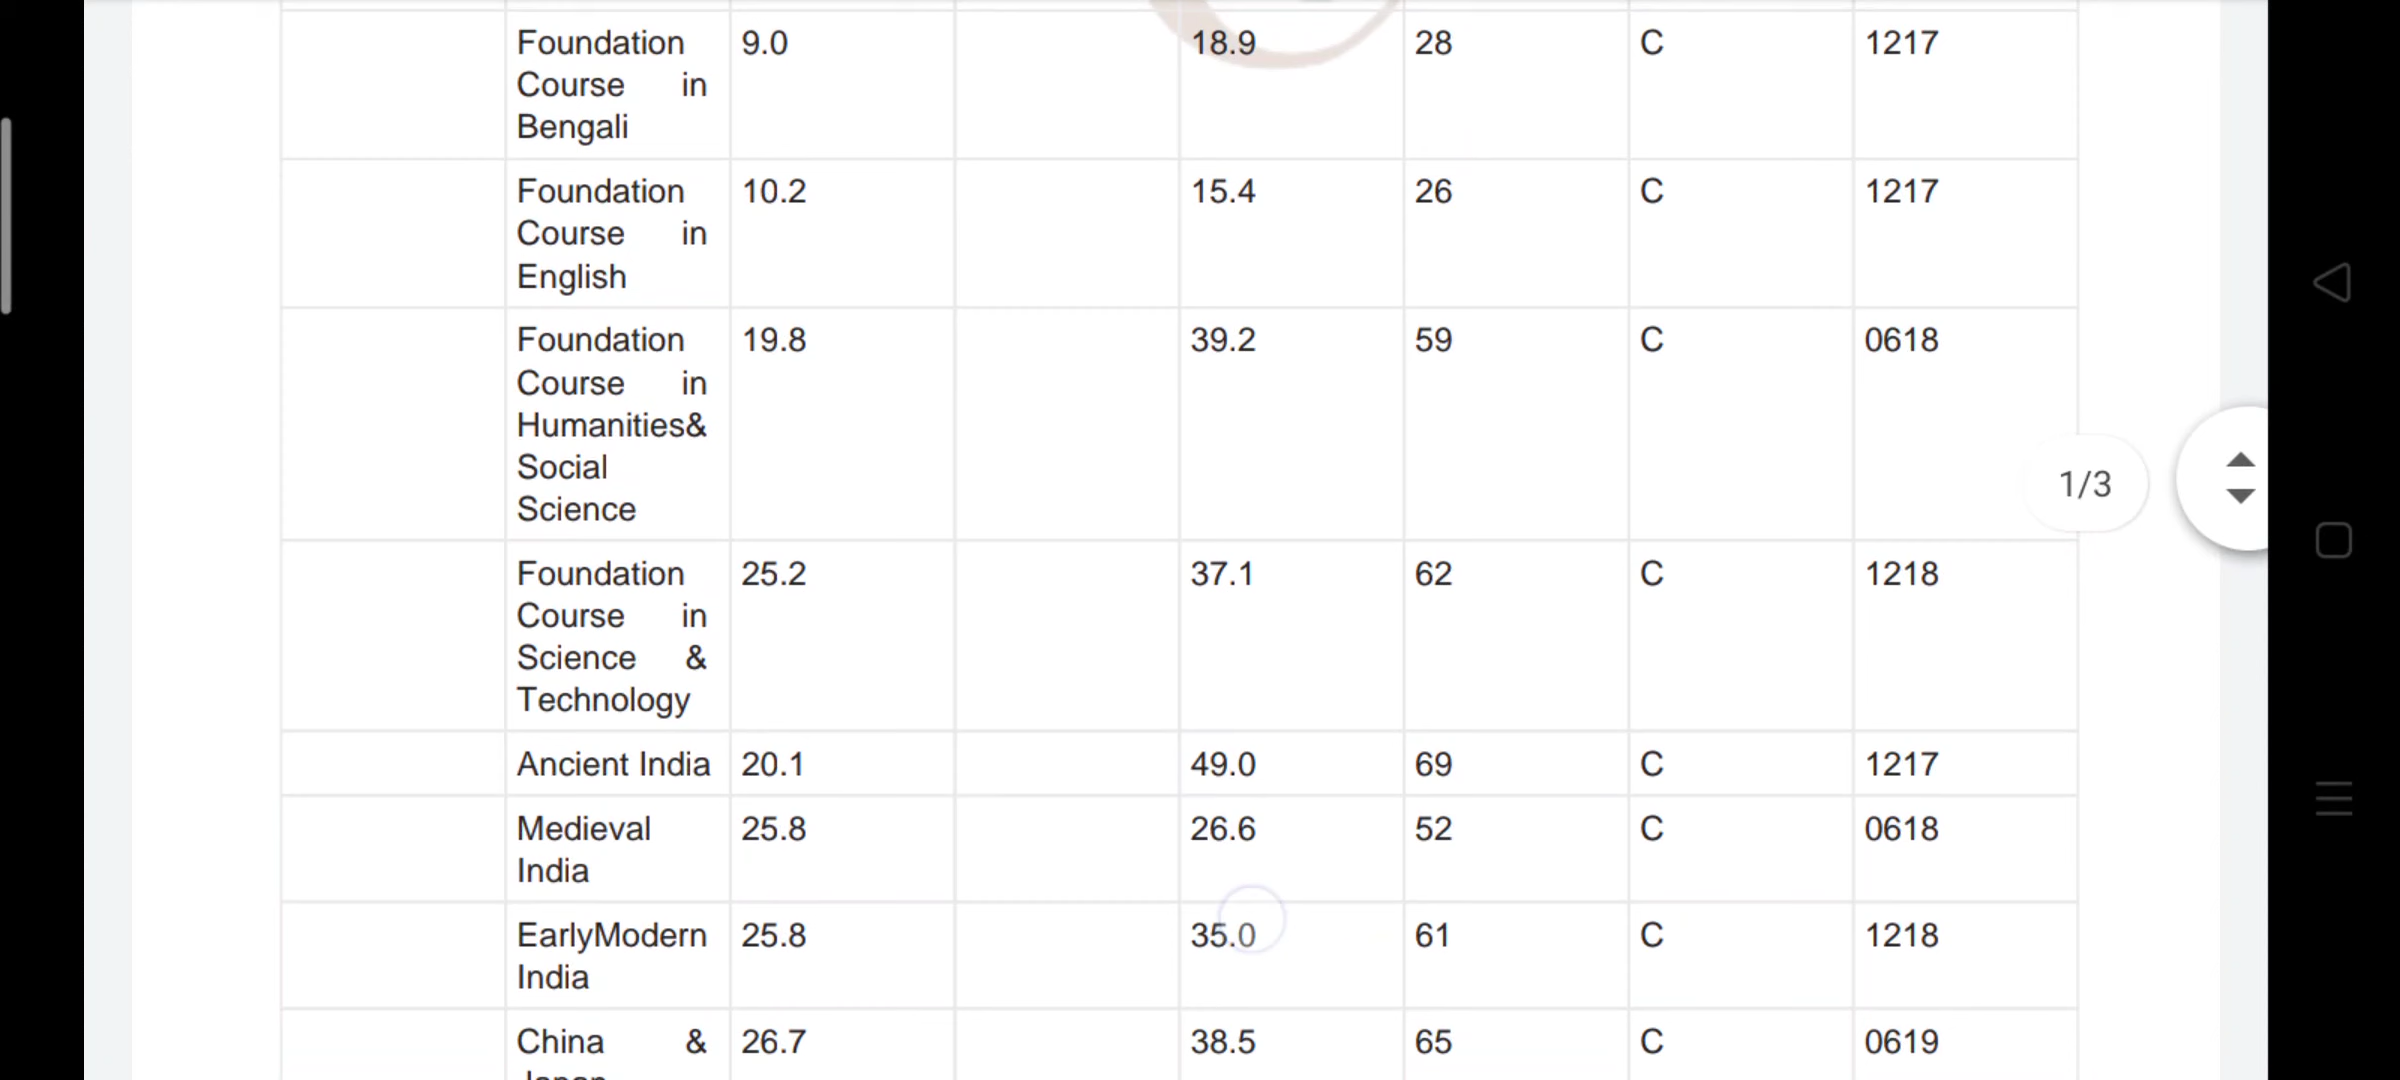 Foundation Course in Bengali 9.0 18.9 28 C 1217
Foundation Course in English 10.2 15.4 26 C 1217
Foundation Course in Humanities& Social Science 19.8 39.2 59 C 0618
1/3
Foundation Course in Science & Technology 25.2 37.1 62 C 1218
Ancient India 20.1 49.0 69 C 1217
Medieval India 25.8 26.6 52 C 0618
EarlyModern India 25.8 35.0 61 C 1218
China & 26.7 38.5 65 C 0619